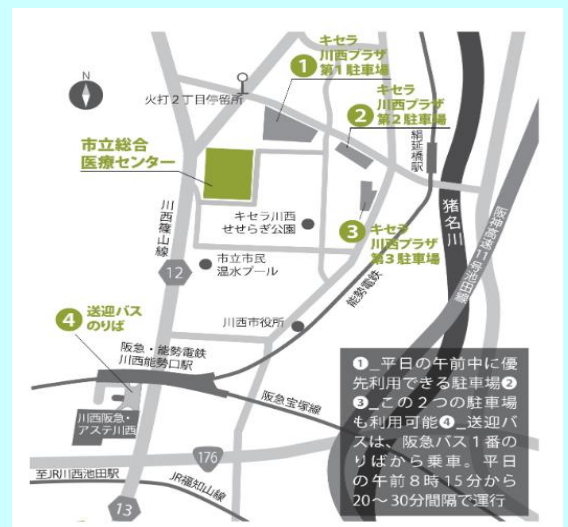 キセラ
川西プラザ
第1駐車場
❶
N
火打2丁目停留所
キセラ
川西プラザ
第2駐車場
❷
絹延橋駅
市立総合
医療センター
川西篠山線
キセラ川西
せせらぎ公園
❸
キセラ
川西プラザ
第3駐車場
猪名川
阪神高速11号池田線
12
市立市民
温水プール
能勢電鉄
❹
送迎バス
のりば
川西市役所
阪急・能勢電鉄
川西能勢口駅
阪急宝塚線
川西阪急・
アステ川西
176
至JR川西池田駅
JR福知山線
13
❶_平日の午前中に優
先利用できる駐車場❷
❸_この2つの駐車場
も利用可能❹_送迎バ
スは、阪急バス1番の
りばから乗車。平日
の午前8時15分から
20〜30分間隔で運行